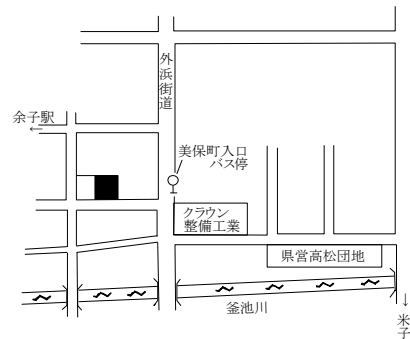 外浜街道
余子駅
←
美保町入口
バス停
クラウン
整備工業
県営高松団地
釜池川
↓
米子